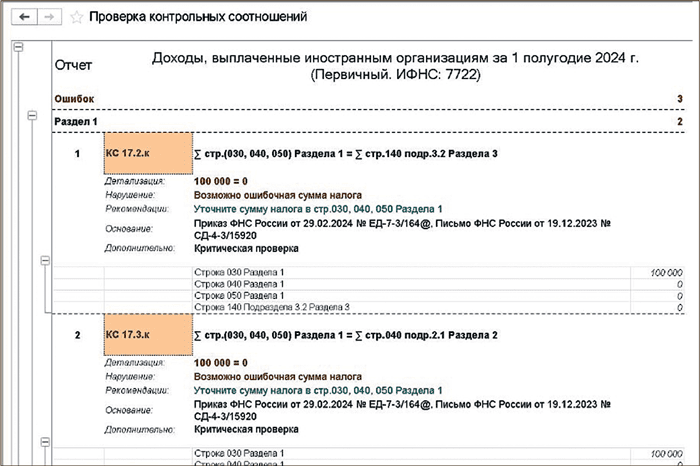 Проверка контрольных соотношений
Отчет
Доходы, выплаченные иностранным организациям за 1 полугодие 2024 г.
(Первичный. ИФНС: 7722)
Ошибок 3
Раздел 1 2
1 КС 17.2.к ∑ стр.(030, 040, 050) Раздела 1 = ∑ стр.140 подр.3.2 Раздела 3
Детализация: 100 000 = 0
Нарушение: Возможно ошибочная сумма налога
Рекомендации: Уточните сумму налога в стр.030, 040, 050 Раздела 1
Основание: Приказ ФНС России от 29.02.2024 № ЕД-7-3/164@, Письмо ФНС России от 19.12.2023 №
СД-4-3/15920
Дополнительно: Критическая проверка
Строка 030 Раздела 1 100 000
Строка 040 Раздела 1 0
Строка 050 Раздела 1 0
Строка 140 Подраздела 3.2 Раздела 3 0
2 КС 17.3.к ∑ стр.(030, 040, 050) Раздела 1 = ∑ стр.040 подр.2.1 Раздела 2
Детализация: 100 000 = 0
Нарушение: Возможно ошибочная сумма налога
Рекомендации: Уточните сумму налога в стр.030, 040, 050 Раздела 1
Основание: Приказ ФНС России от 29.02.2024 № ЕД-7-3/164@, Письмо ФНС России от 19.12.2023 №
СД-4-3/15920
Дополнительно: Критическая проверка
Строка 030 Раздела 1 100 000
Строка 040 Раздела 1 0